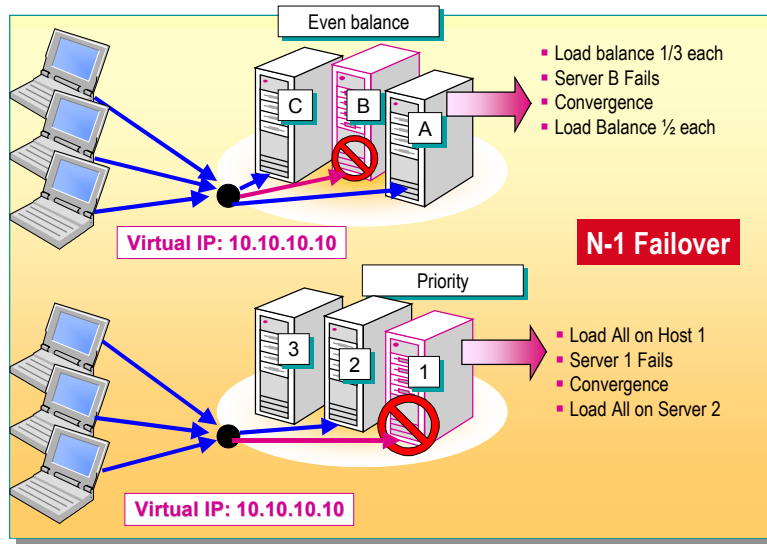 Even balance
C
B
A
Load balance 1/3 each
Server B Fails
Convergence
Load Balance ½ each
Virtual IP: 10.10.10.10
N-1 Failover
Priority
3
2
1
Load All on Host 1
Server 1 Fails
Convergence
Load All on Server 2
Virtual IP: 10.10.10.10